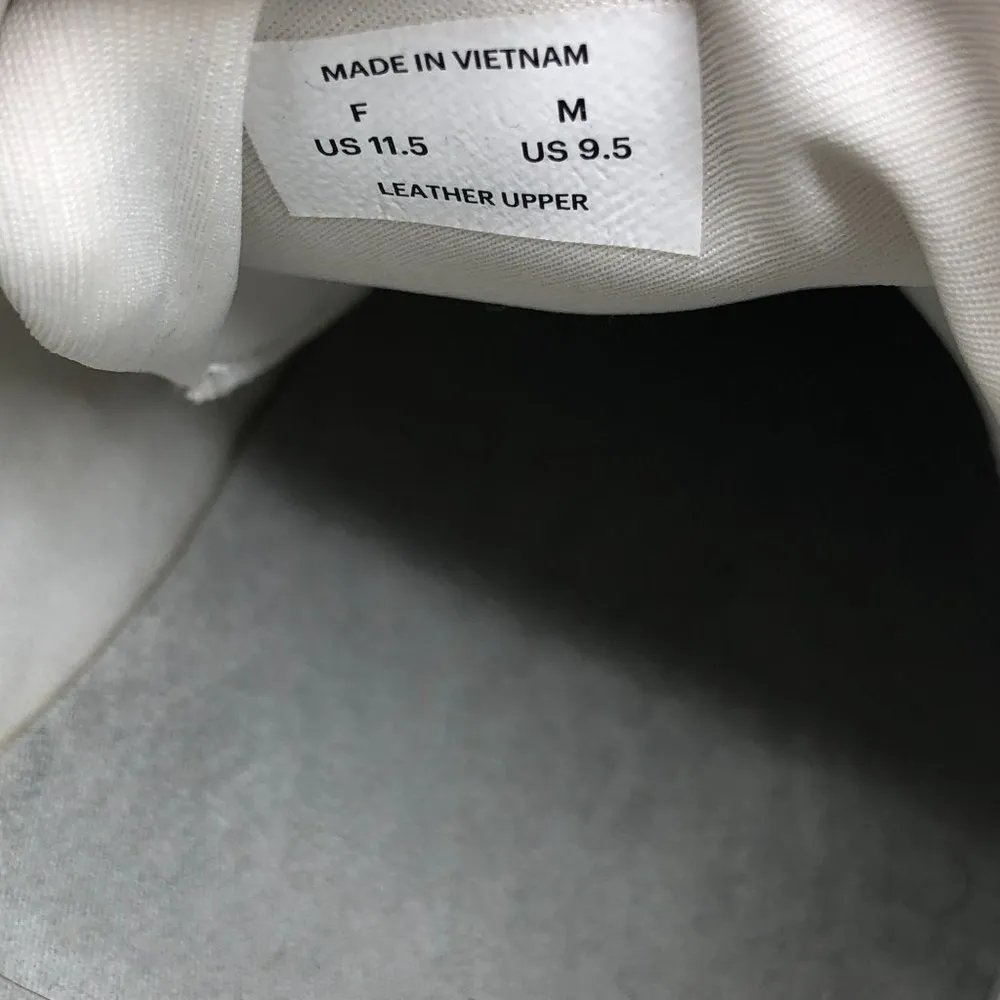 MADE IN VIETNAM
F M
US 11.5 US 9.5
LEATHER UPPER